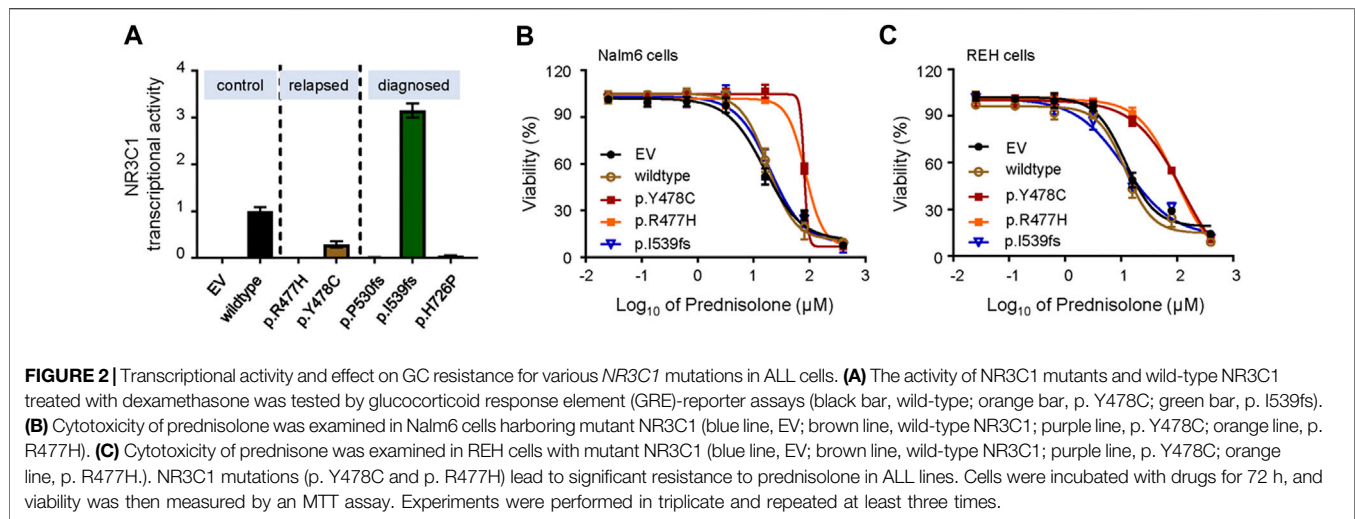 A
control
relapsed
diagnosed
4
3
2
1
0
NR3C1
transcriptional activity
EV
wildtype
p.R477H
p.Y478C
p.P530fs
p.I539fs
p.H726P
B
Nalm6 cells
120
90
60
30
0
Viability (%)
EV
wildtype
p.Y478C
p.R477H
p.I539fs
-2 -1 0 1 2 3
Log10 of Prednisolone (µM)
C
REH cells
120
90
60
30
0
Viability (%)
EV
wildtype
p.Y478C
p.R477H
p.I539fs
-2 -1 0 1 2 3
Log10 of Prednisolone (µM)
FIGURE 2 | Transcriptional activity and effect on GC resistance for various NR3C1 mutations in ALL cells. (A) The activity of NR3C1 mutants and wild-type NR3C1
treated with dexamethasone was tested by glucocorticoid response element (GRE)-reporter assays (black bar, wild-type; orange bar, p. Y478C; green bar, p. I539fs).
(B) Cytotoxicity of prednisolone was examined in Nalm6 cells harboring mutant NR3C1 (blue line, EV; brown line, wild-type NR3C1; purple line, p. Y478C; orange line, p.
R477H). (C) Cytotoxicity of prednisone was examined in REH cells with mutant NR3C1 (blue line, EV; brown line, wild-type NR3C1; purple line, p. Y478C; orange
line, p. R477H.). NR3C1 mutations (p. Y478C and p. R477H) lead to significant resistance to prednisolone in ALL lines. Cells were incubated with drugs for 72 h, and
viability was then measured by an MTT assay. Experiments were performed in triplicate and repeated at least three times.